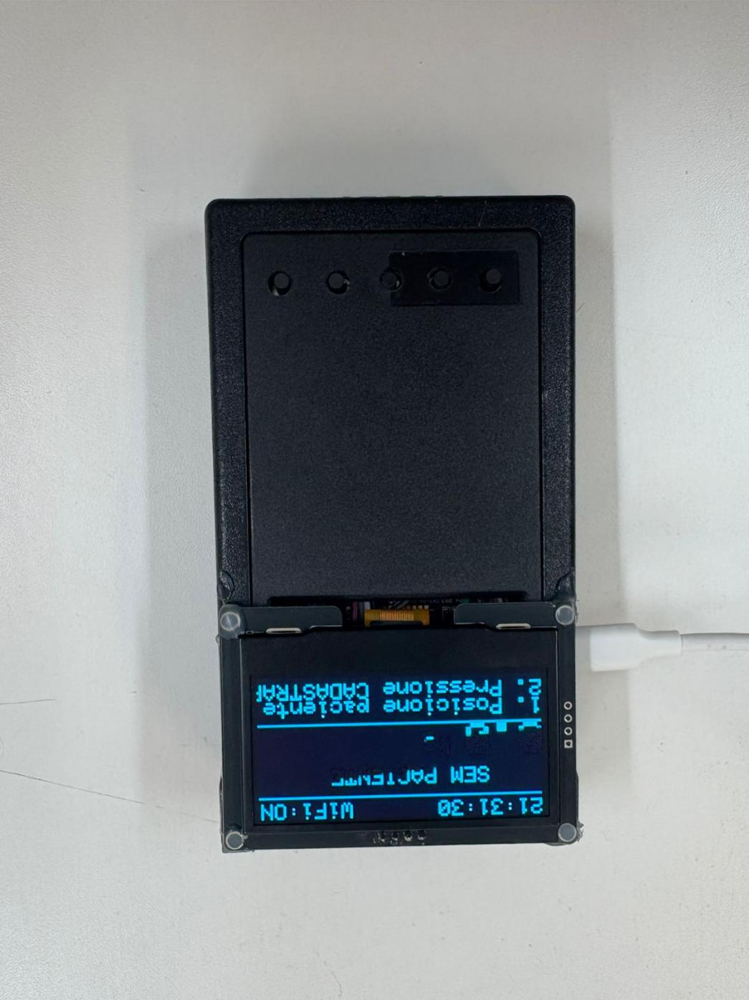 21:31:30 WiFi:ON
SEM PACIENTE
1: Posicione paciente
2: Pressione CADASTRAR